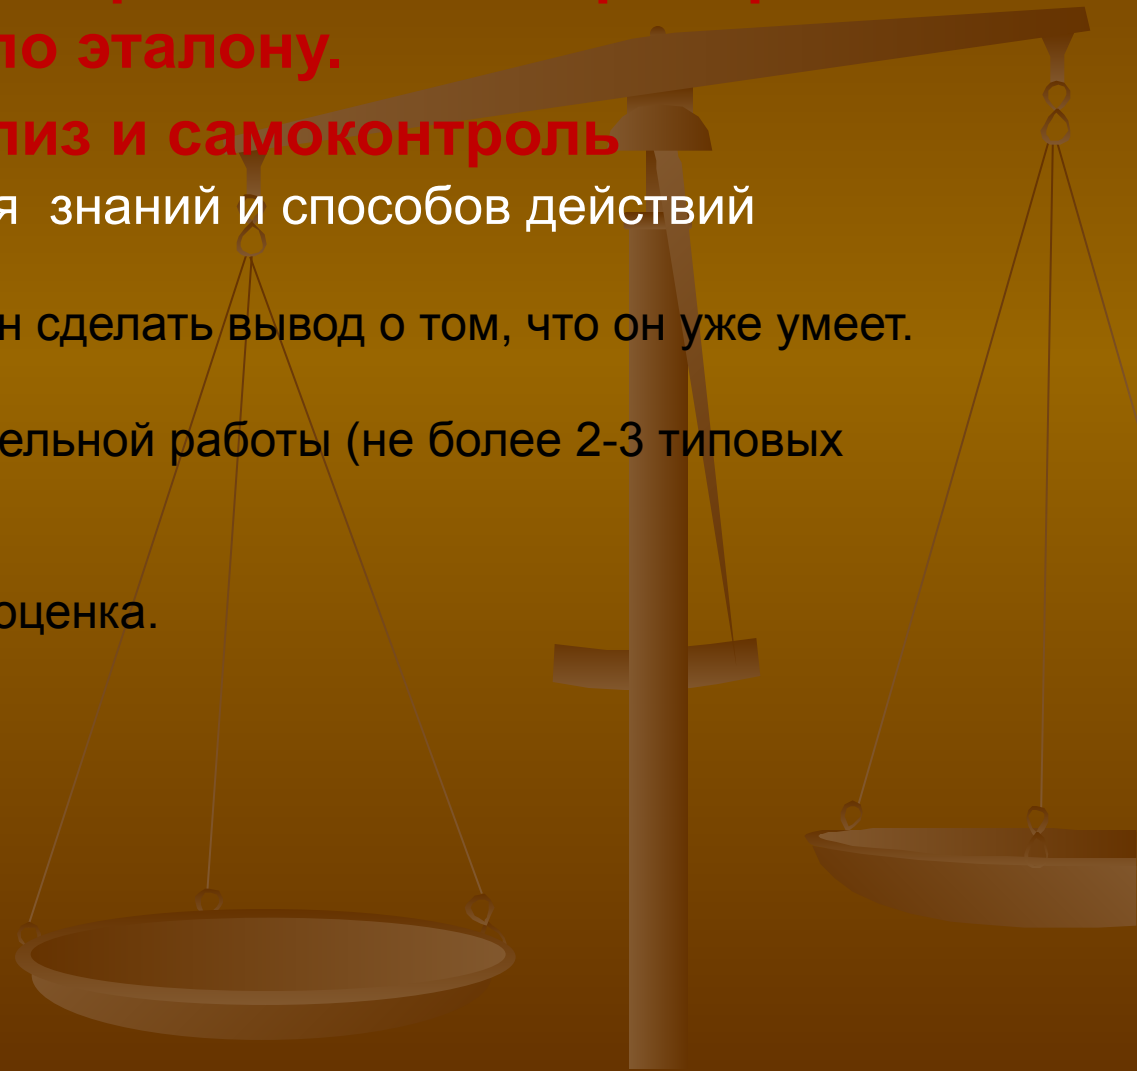 по эталону.
лиз и самоконтроль
я знаний и способов действий
н сделать вывод о том, что он уже умеет.
ельной работы (не более 2-3 типовых
оценка.